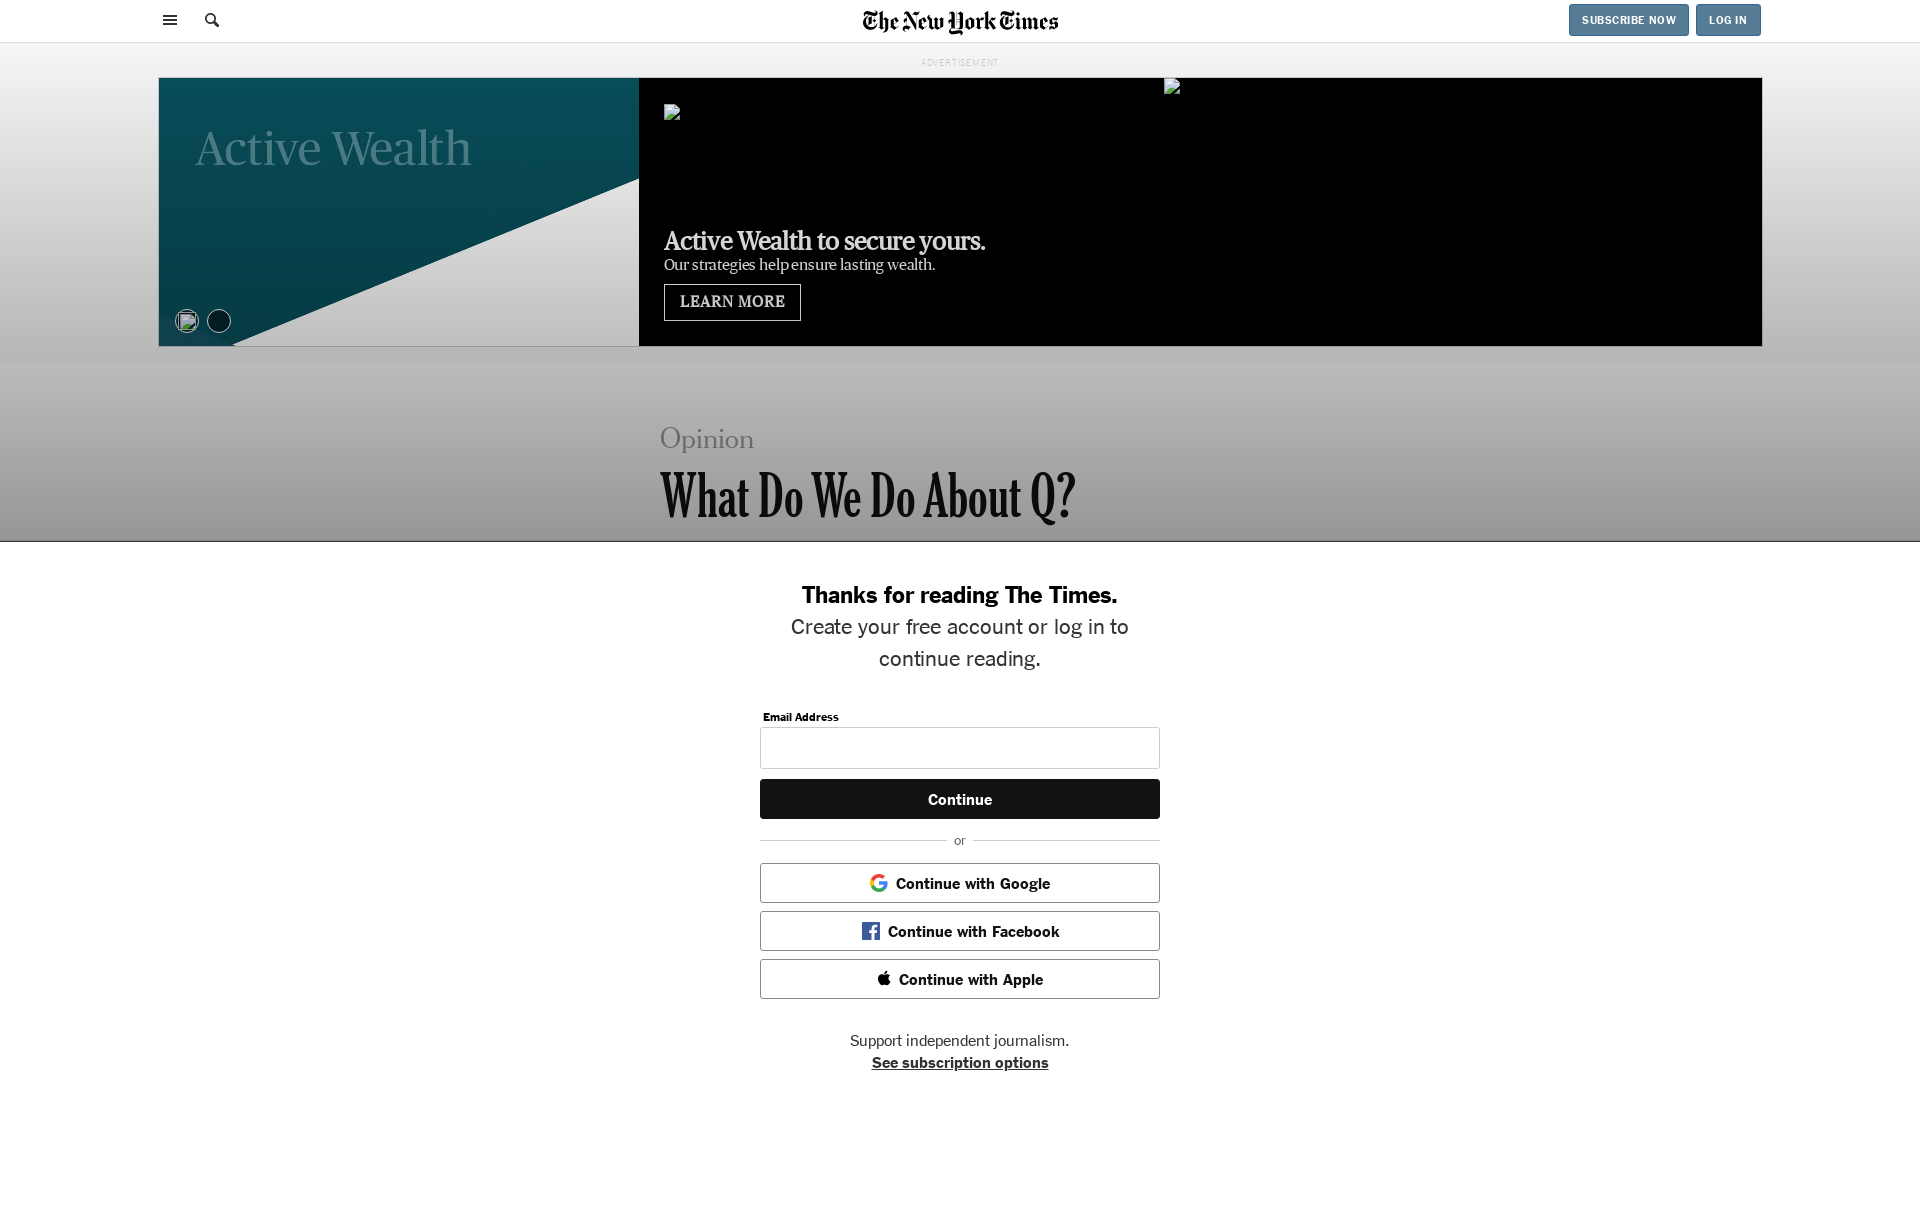 The New York Times
SUBSCRIBE NOW
LOG IN
ADVERTISEMENT
Active Wealth
Active Wealth to secure yours.
Our strategies help ensure lasting wealth.
LEARN MORE
Opinion
What Do We Do About Q?
Thanks for reading The Times.
Create your free account or log in to
continue reading.
Email Address
Continue
or
Continue with Google
Continue with Facebook
Continue with Apple
Support independent journalism.
See subscription options